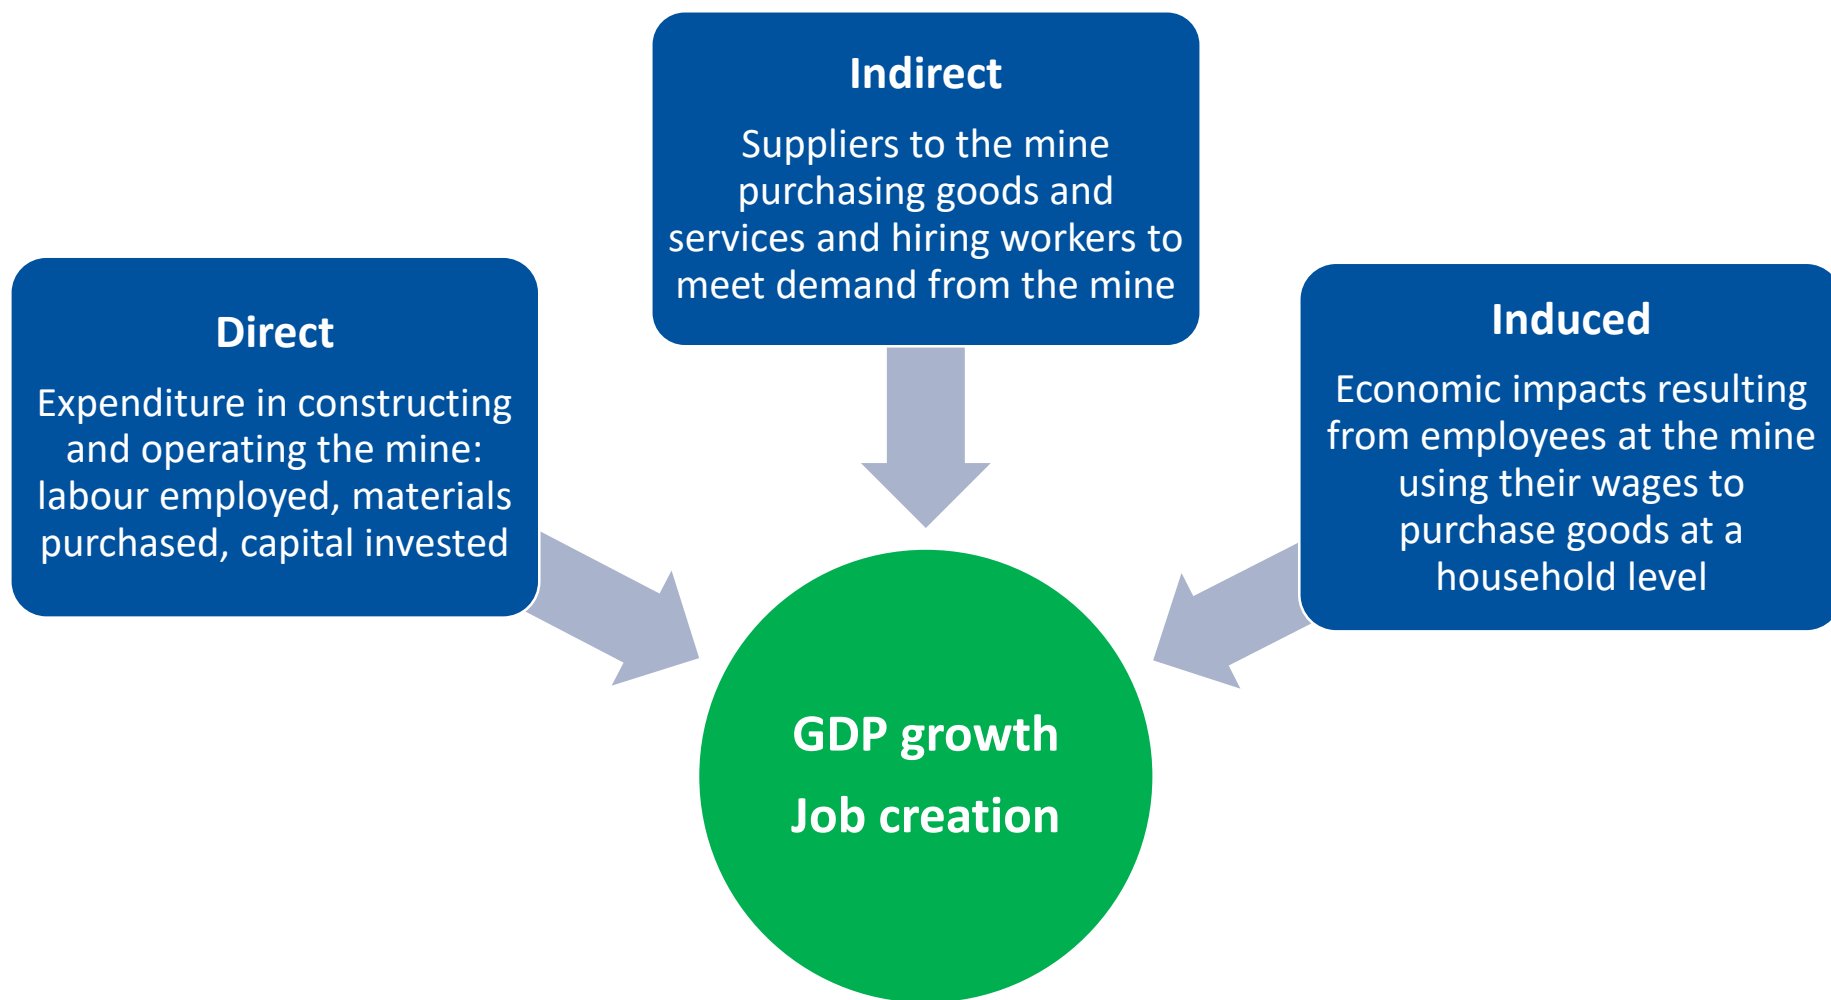 Indirect
Suppliers to the mine
purchasing goods and
services and hiring workers to
meet demand from the mine
Direct
Expenditure in constructing
and operating the mine:
labour employed, materials
purchased, capital invested
Induced
Economic impacts resulting
from employees at the mine
using their wages to
purchase goods at a
household level
GDP growth
Job creation